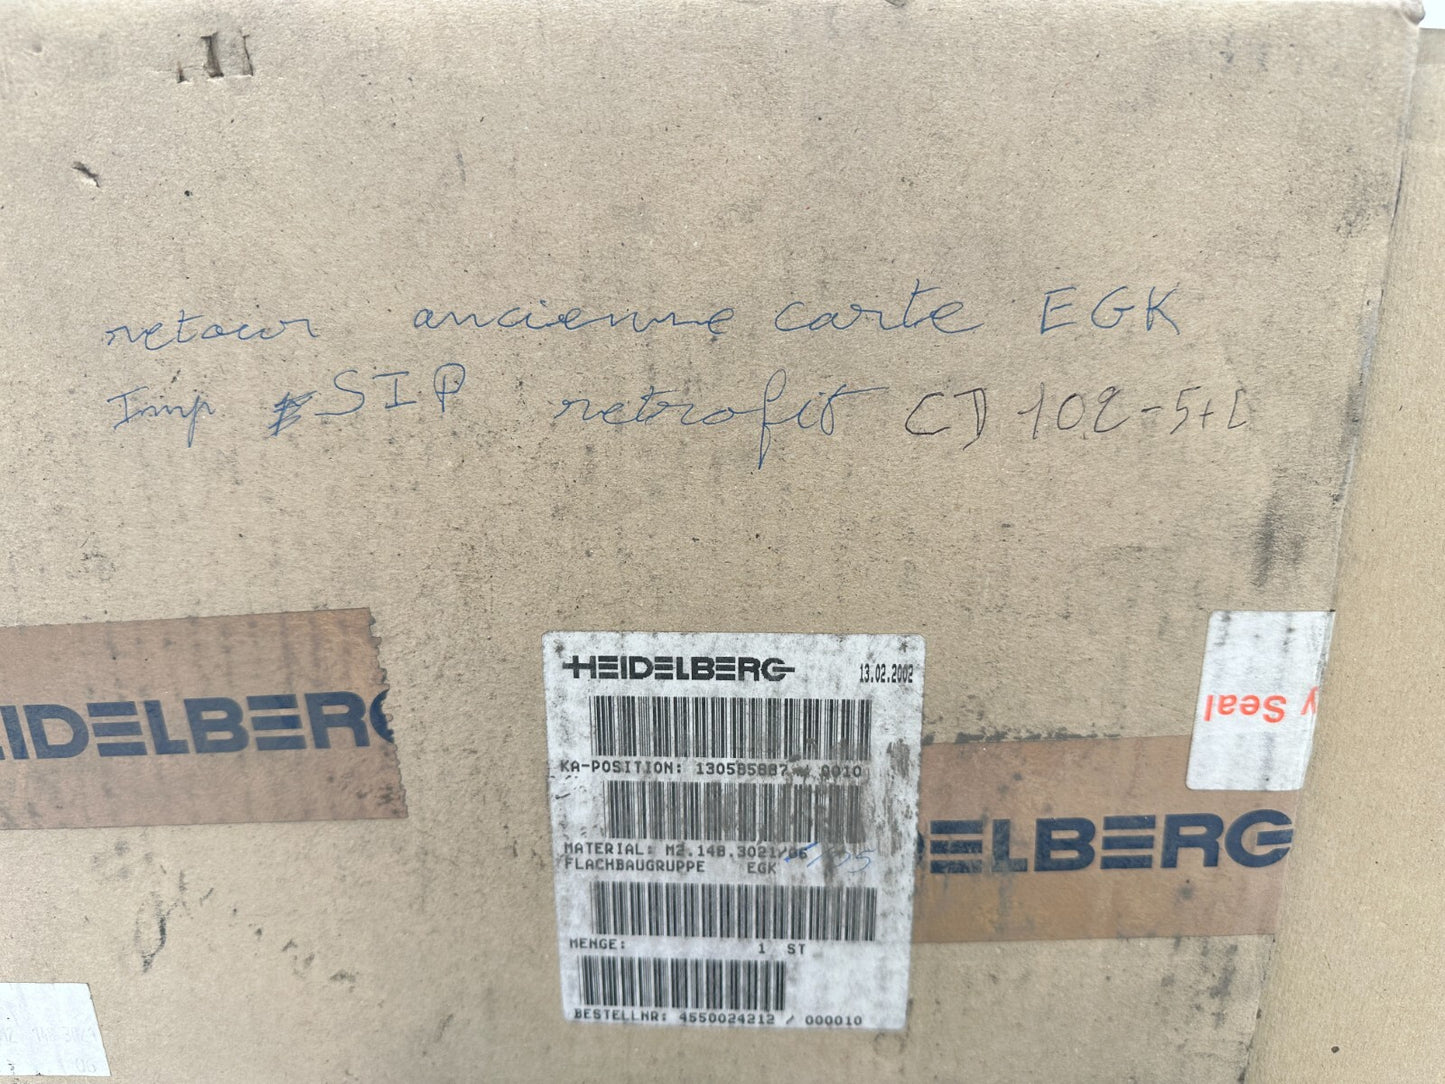 retour ancienne carte EGK
Imp SIP retrofit CD 102-5+L
HEIDELBERG
HEIDELBERG 13.02.2002
KA-POSITION: 130585887 0010
MATERIAL: M2.148.3021/06
FLACHBAUGRUPPE EGK
MENGE: 1 ST
BESTELLNR: 4550024212 / 000010
y Seal
HEIDELBERG